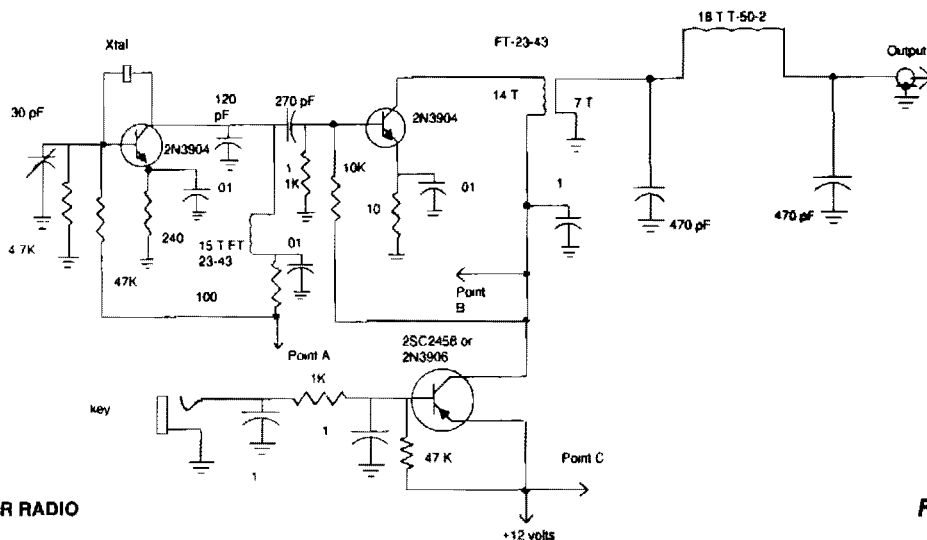 18 T T-50-2
Xtal
FT-23-43
Output
30 pF
120
pF
270 pF
14 T
7 T
2N3904
2N3904
01
1
1K
10K
10
01
1
4 7K
47K
240
15 T FT
23-43
01
470 pF
470 pF
100
Point
B
Point A
2SC2458 or
2N3906
1K
key
1
1
47 K
Point C
R RADIO
+12 volts